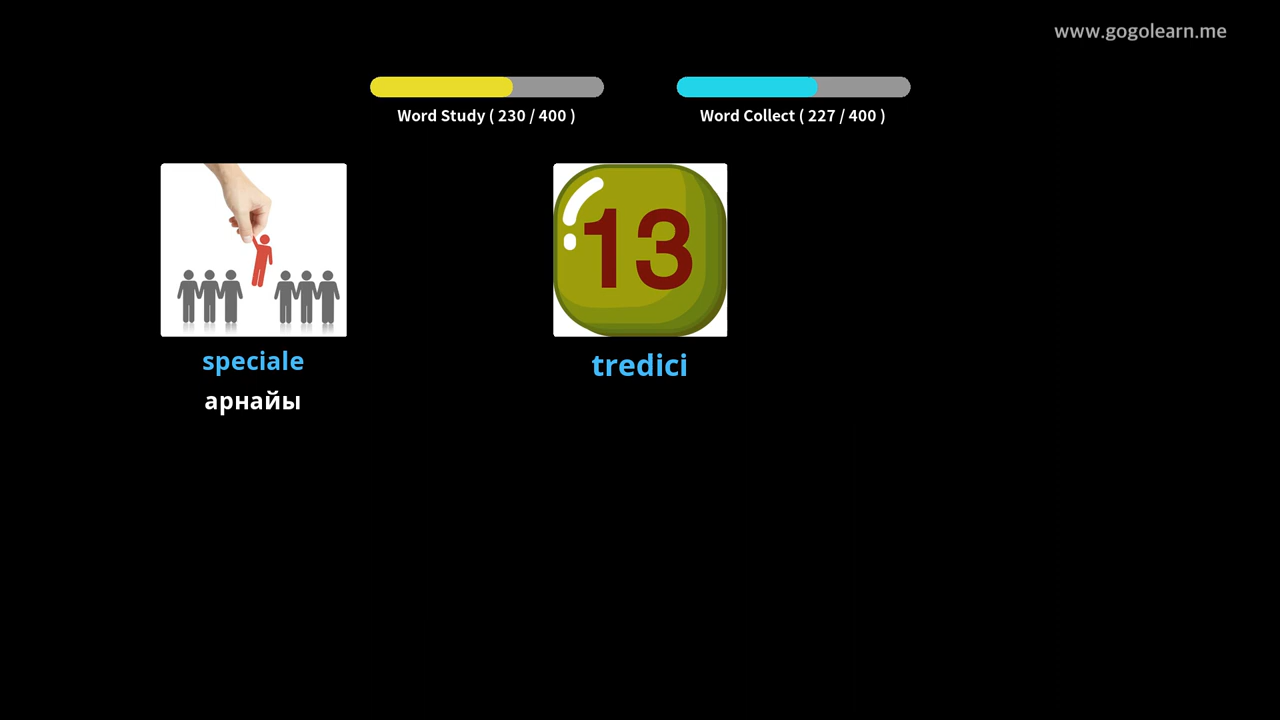 www.gogolearn.me
Word Study ( 230 / 400 )
Word Collect ( 227 / 400 )
13
speciale
tredici
арнайы